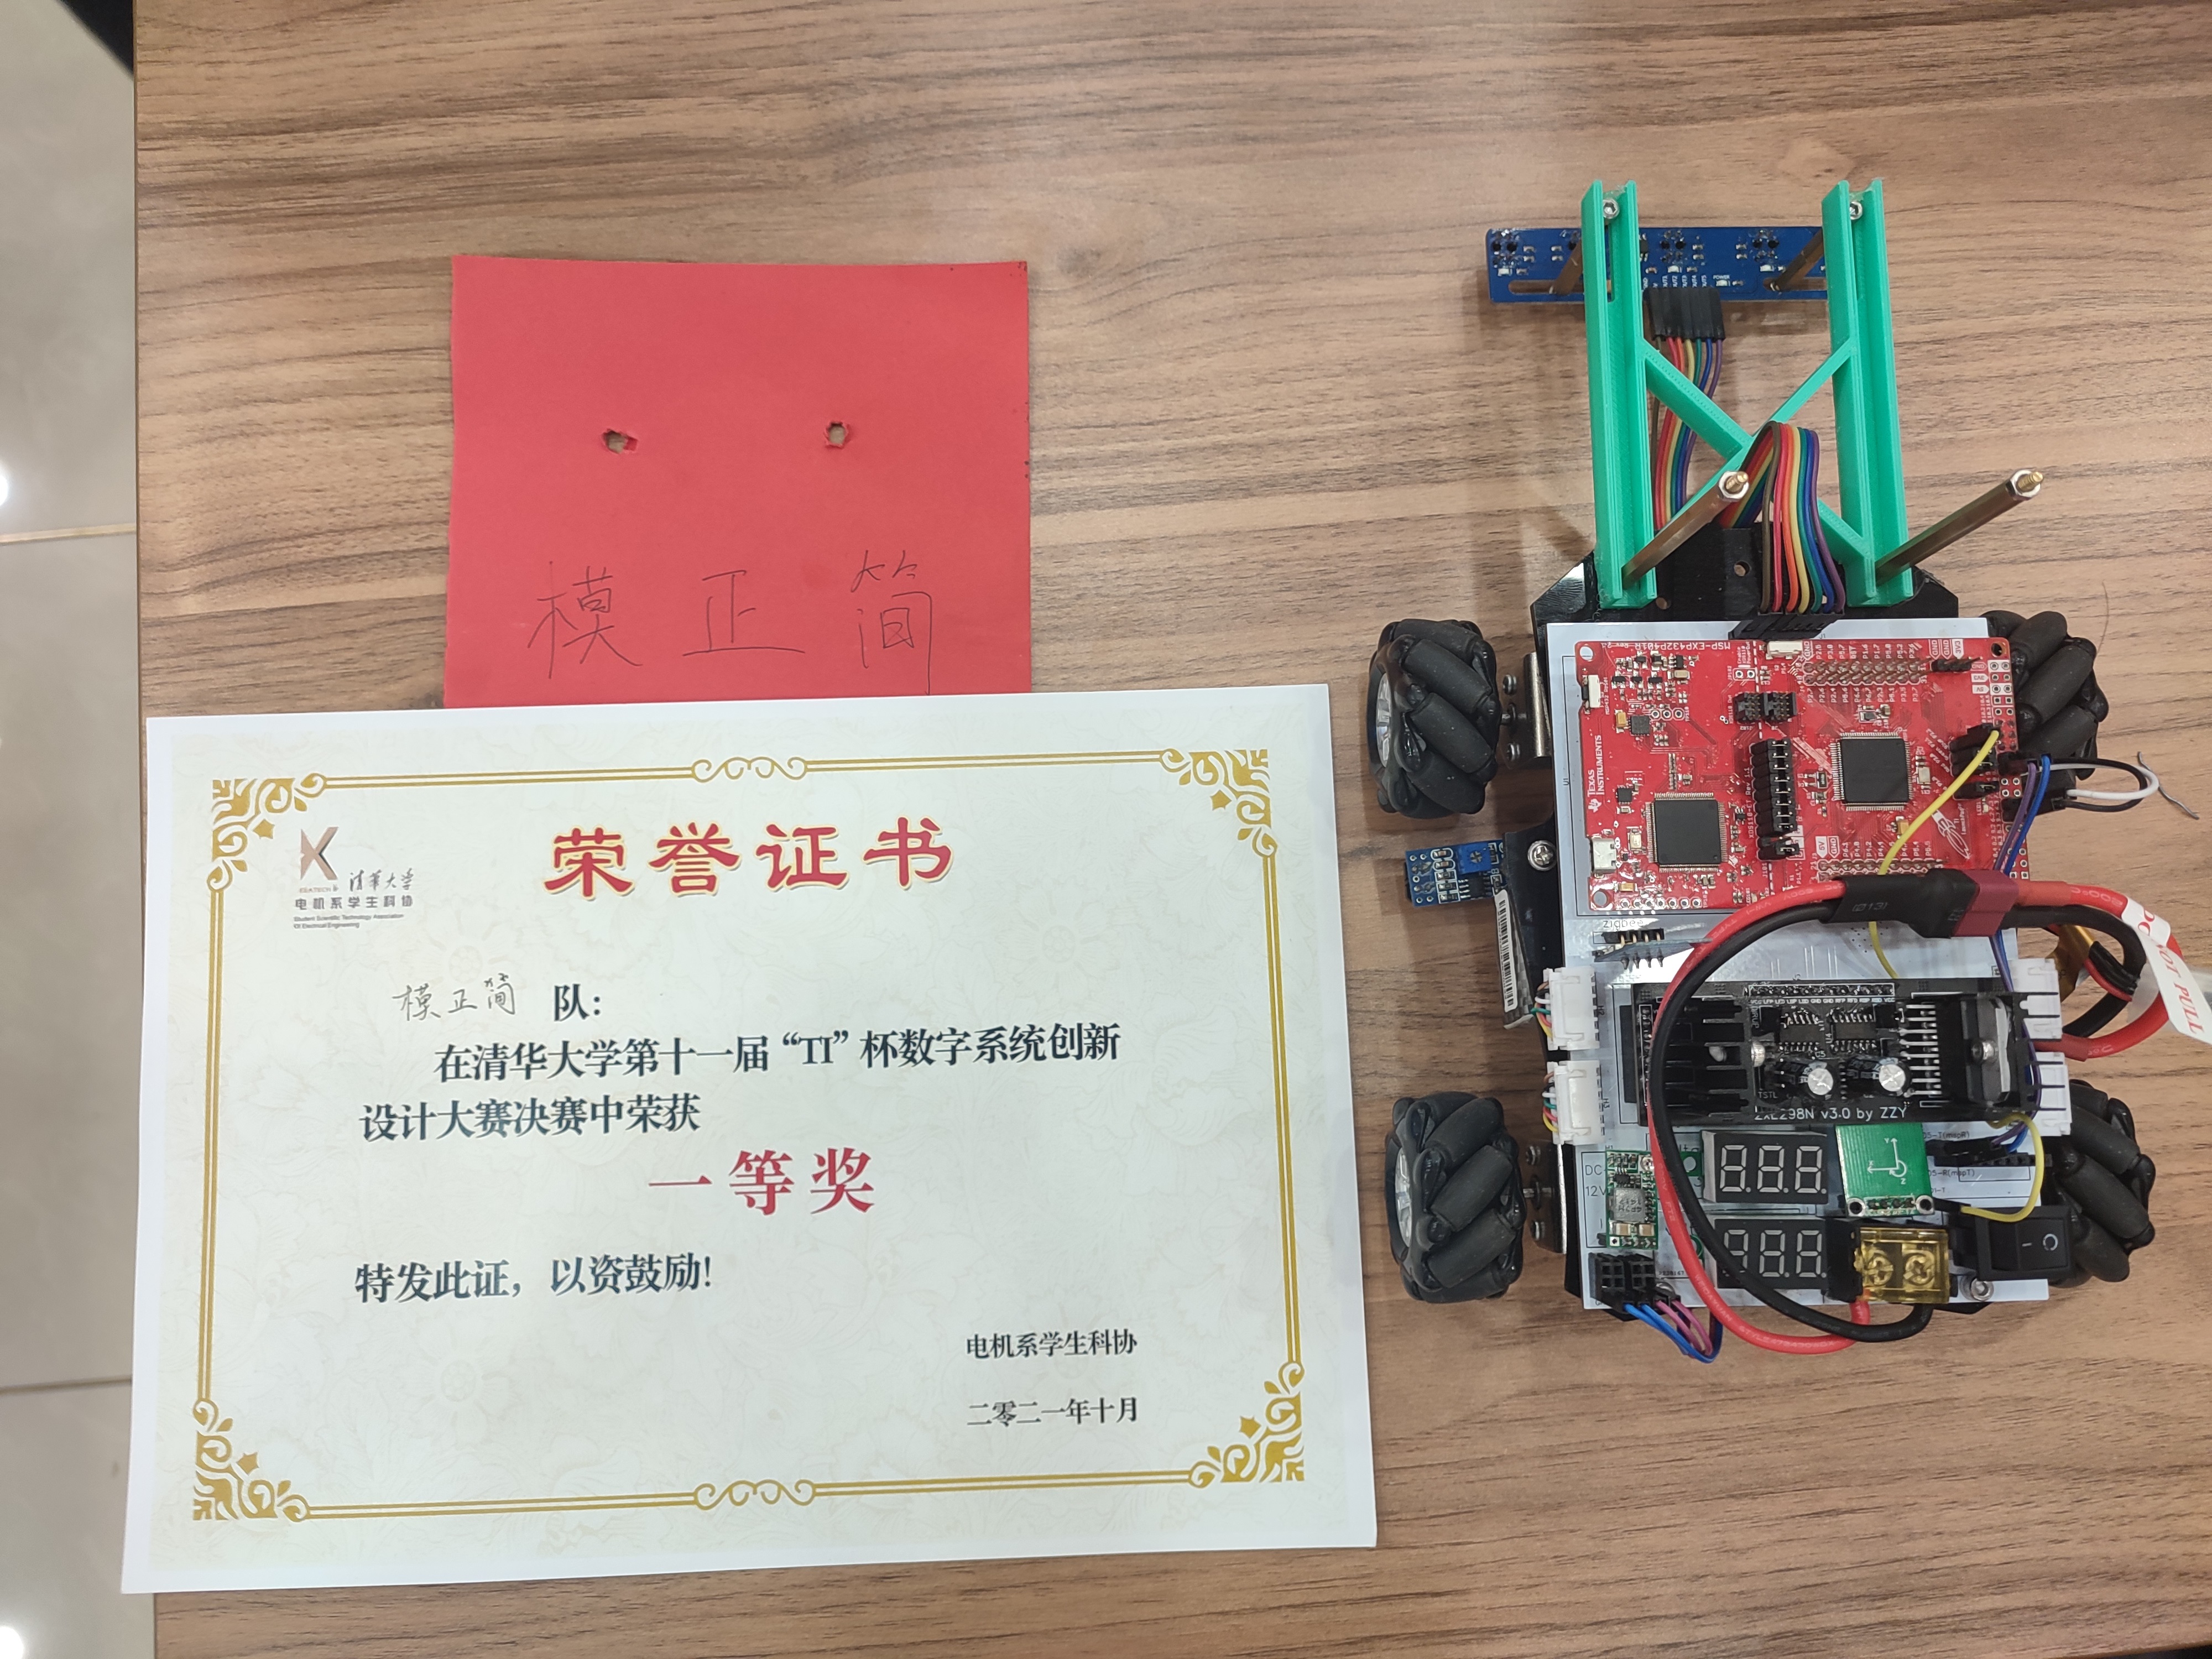 模正简
荣誉证书
K
清华大学
电机系学生科协
Student Scientific Technology Association
Of Electrical Engineering
模正简 队:
在清华大学第十一届“TI”杯数字系统创新
设计大赛决赛中荣获
一等奖
特发此证，以资鼓励!
电机系学生科协
二零二一年十月
POWER
MSP-EXP432P401R
TEXAS
INSTRUMENTS
zigbee
ZXL298N v3.0 by ZZY
DC
12V
NOT PULL